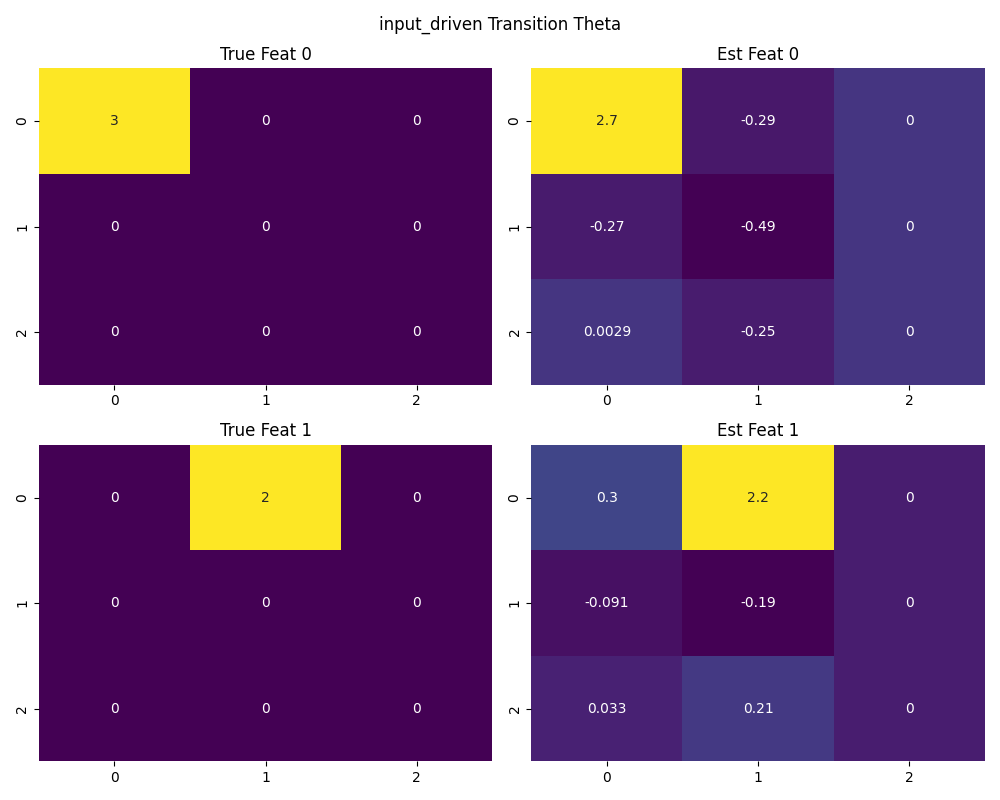 input_driven Transition Theta
True Feat 0
0 3 0 0
1 0 0 0
2 0 0 0
0 1 2
Est Feat 0
0 2.7 -0.29 0
1 -0.27 -0.49 0
2 0.0029 -0.25 0
0 1 2
True Feat 1
0 0 2 0
1 0 0 0
2 0 0 0
0 1 2
Est Feat 1
0 0.3 2.2 0
1 -0.091 -0.19 0
2 0.033 0.21 0
0 1 2